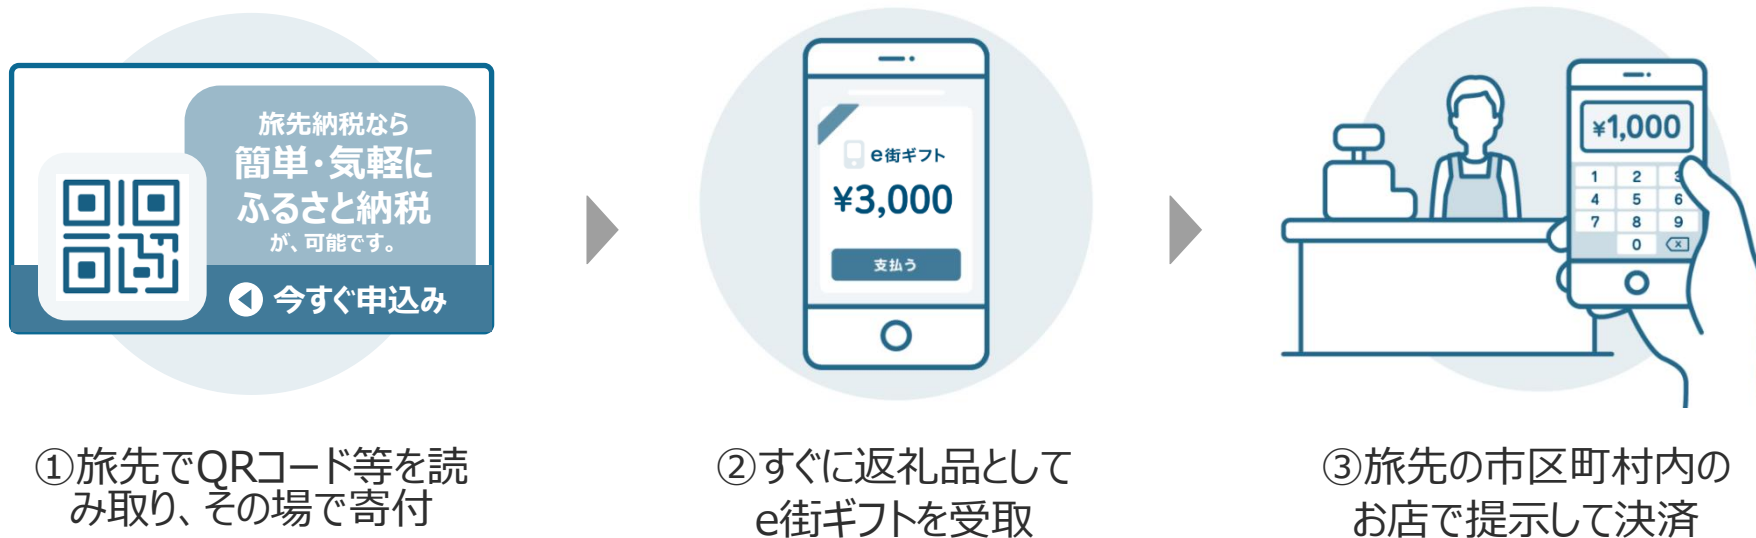 旅先納税なら
簡単・気軽に
ふるさと納税
が、可能です。
今すぐ申込み
①旅先でQRコード等を読
み取り、その場で寄付
e街ギフト
¥3,000
支払う
②すぐに返礼品として
e街ギフトを受取
¥1,000
1 2 3
4 5 6
7 8 9
0 ×
③旅先の市区町村内の
お店で提示して決済